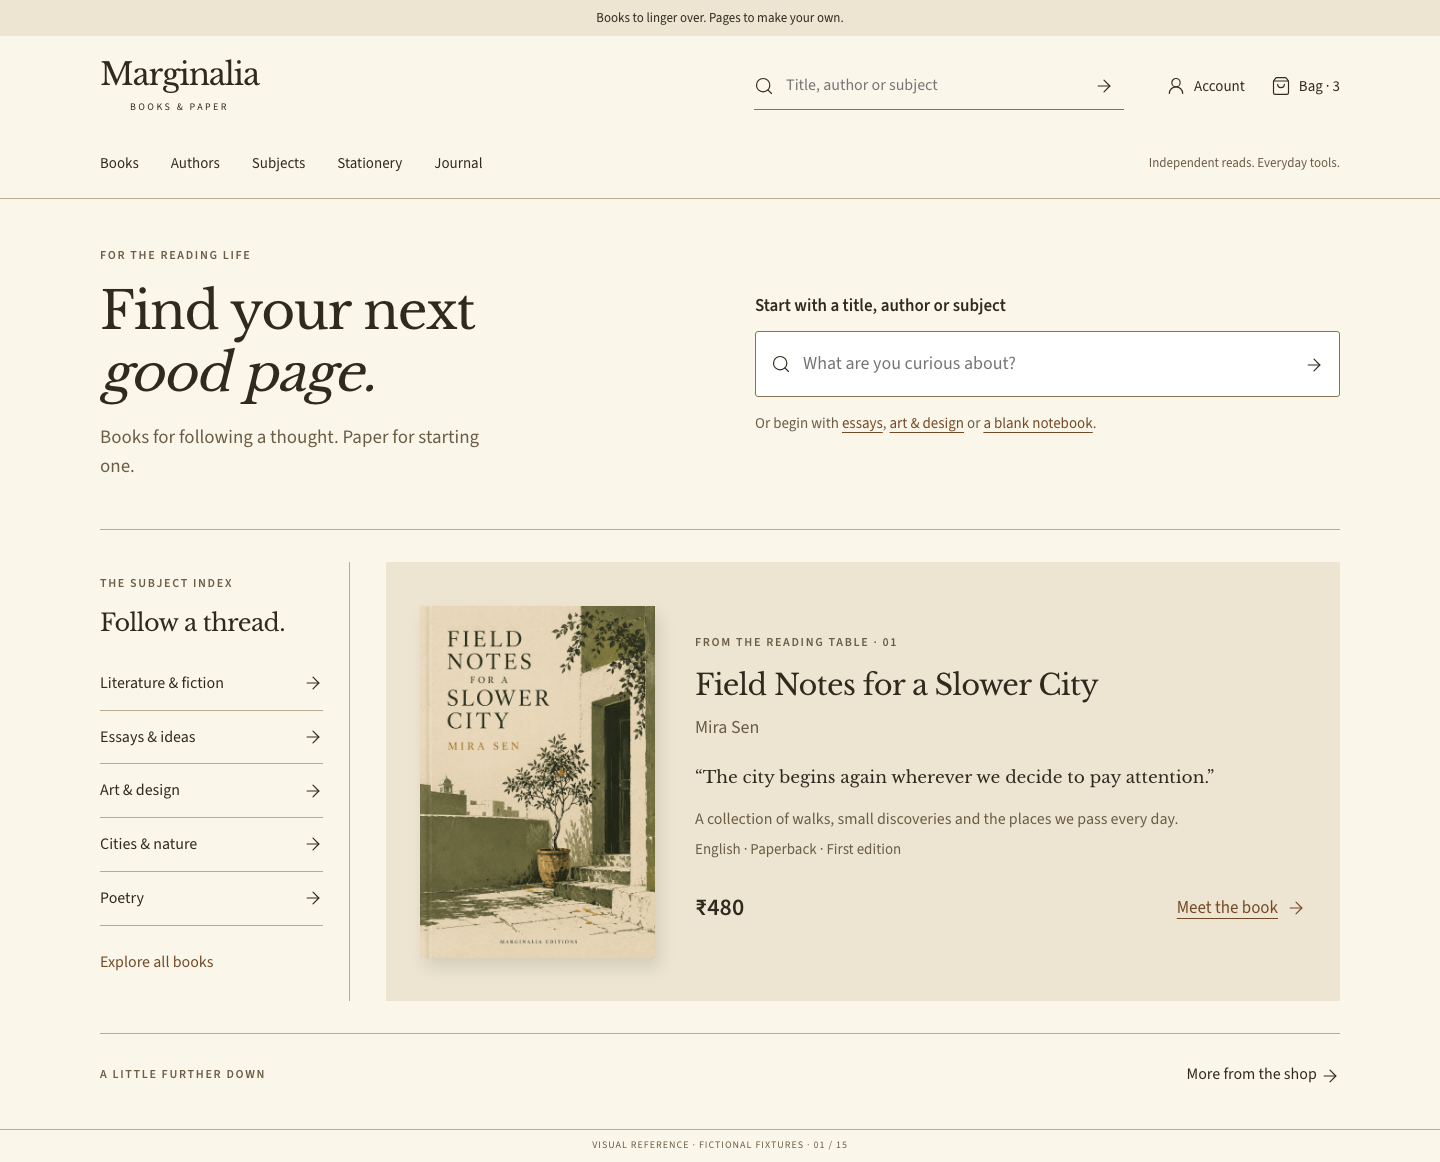 Books to linger over. Pages to make your own.
Marginalia
BOOKS & PAPER
Title, author or subject
Account
Bag · 3
Books
Authors
Subjects
Stationery
Journal
Independent reads. Everyday tools.
FOR THE READING LIFE
Find your next
good page.
Books for following a thought. Paper for starting
one.
Start with a title, author or subject
What are you curious about?
Or begin with essays, art & design or a blank notebook.
THE SUBJECT INDEX
Follow a thread.
Literature & fiction
Essays & ideas
Art & design
Cities & nature
Poetry
Explore all books
FIELD
NOTES
FOR A
SLOWER
CITY
MIRA SEN
MARGINALIA EDITIONS
FROM THE READING TABLE · 01
Field Notes for a Slower City
Mira Sen
“The city begins again wherever we decide to pay attention.”
A collection of walks, small discoveries and the places we pass every day.
English · Paperback · First edition
₹480
Meet the book
A LITTLE FURTHER DOWN
More from the shop
VISUAL REFERENCE · FICTIONAL FIXTURES · 01 / 15